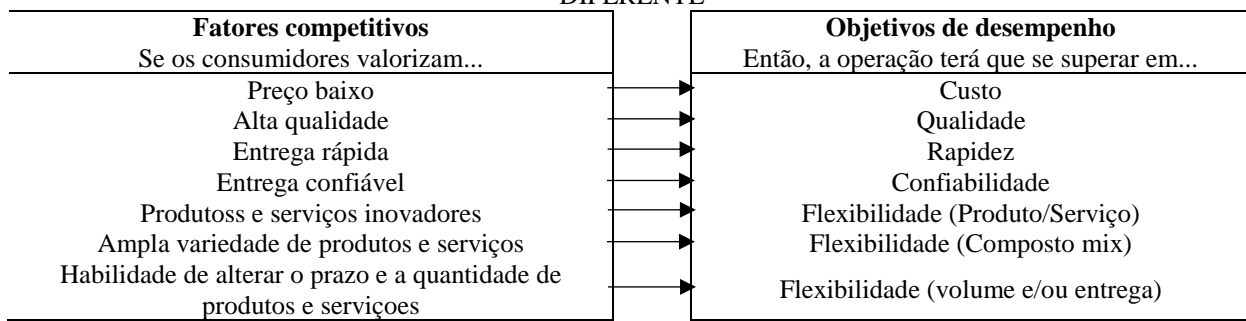 DIFERENTE
Fatores competitivos
Se os consumidores valorizam...
Objetivos de desempenho
Então, a operação terá que se superar em...
Preço baixo
Custo
Alta qualidade
Qualidade
Entrega rápida
Rapidez
Entrega confiável
Confiabilidade
Produtoss e serviços inovadores
Flexibilidade (Produto/Serviço)
Ampla variedade de produtos e serviços
Flexibilidade (Composto mix)
Habilidade de alterar o prazo e a quantidade de
produtos e serviçoes
Flexibilidade (volume e/ou entrega)